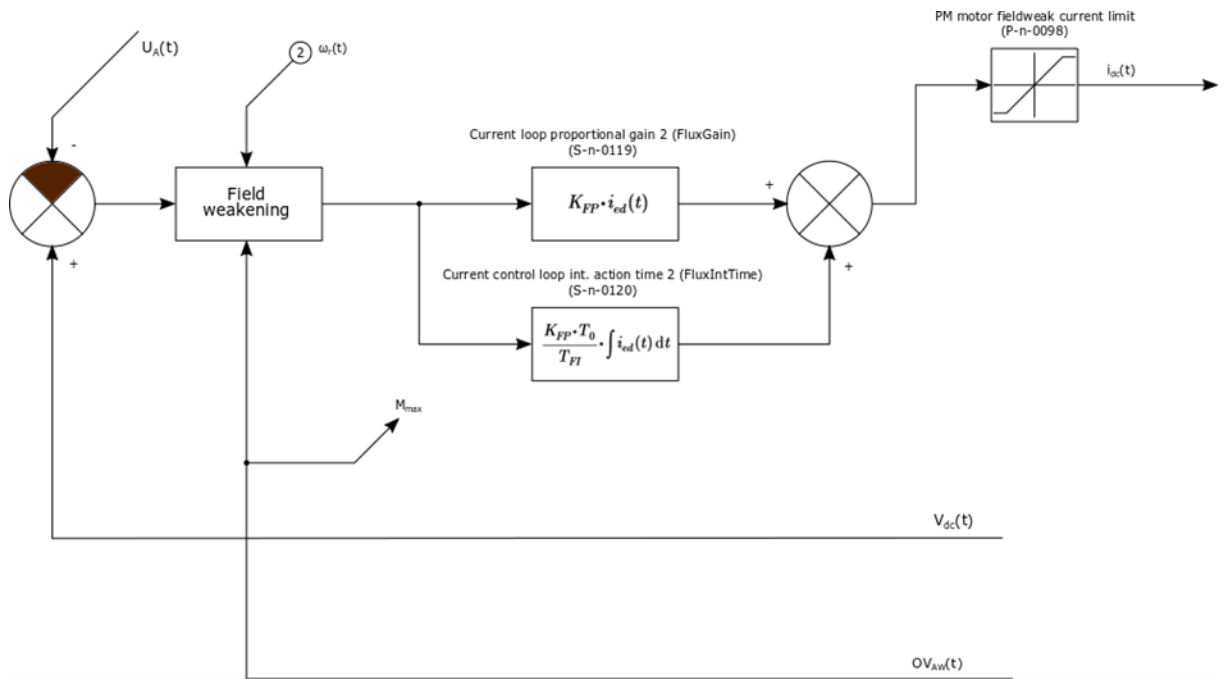 PM motor fieldweak current limit
(P-n-0098)
U_A(t)
2 ω_r(t)
i_dc(t)
-
Current loop proportional gain 2 (FluxGain)
(S-n-0119)
Field
weakening
K_FP · i_ed(t)
+
+
Current control loop int. action time 2 (FluxIntTime)
(S-n-0120)
+
K_FP · T_0 / T_FI · ∫ i_ed(t) dt
M_max
V_dc(t)
OV_AW(t)